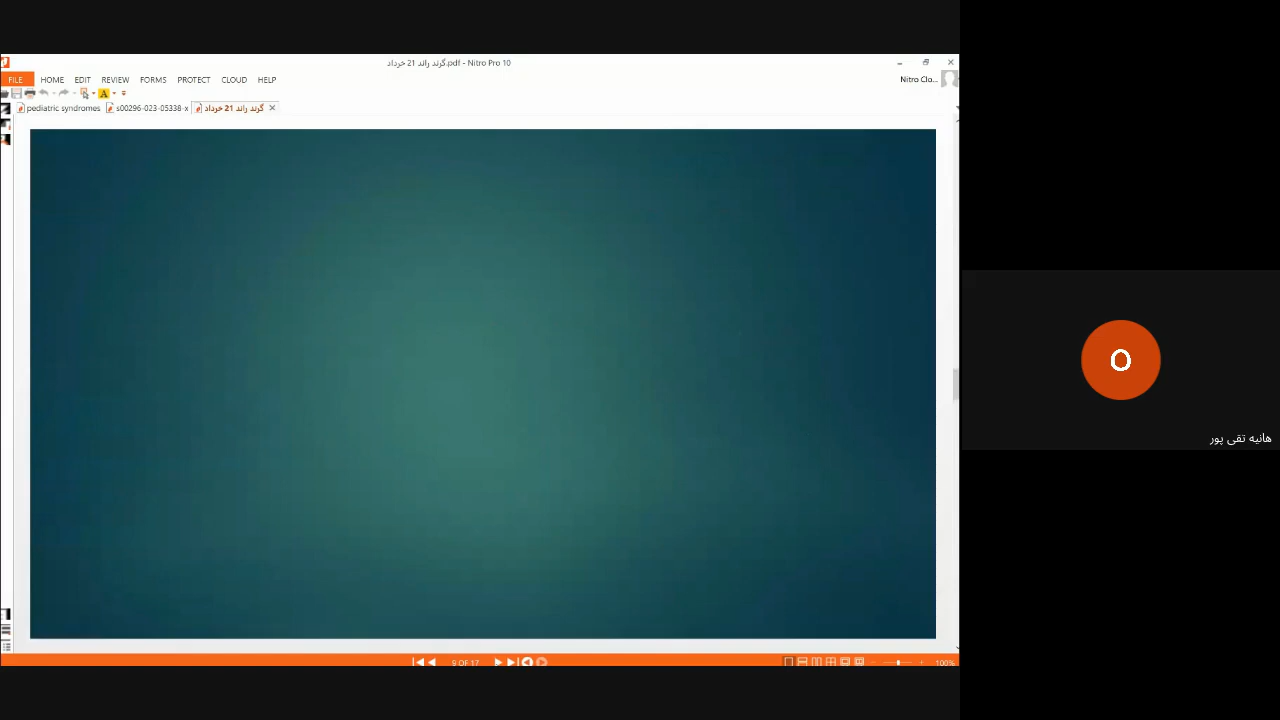 گرند راند 21 خرداد.pdf - Nitro Pro 10
FILE HOME EDIT REVIEW FORMS PROTECT CLOUD HELP
Nitro Clo...
A
pediatric syndromes s00296-023-05338-x گرند راند 21 خرداد
O
هانیه تقی پور
9 OF 17
100%